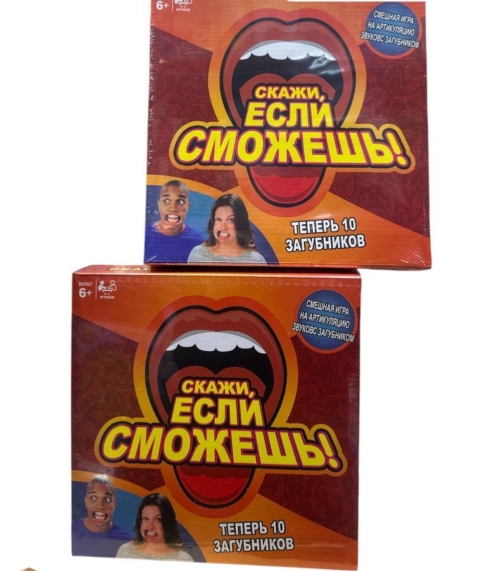 6+
СМЕШНАЯ ИГРА
НА АРТИКУЛЯЦИЮ
ЗВУКОВС ЗАГУБНИКОМ
СКАЖИ,
ЕСЛИ
СМОЖЕШЬ!
ТЕПЕРЬ 10
ЗАГУБНИКОВ
6+
СМЕШНАЯ ИГРА
НА АРТИКУЛЯЦИЮ
ЗВУКОВС ЗАГУБНИКОМ
СКАЖИ,
ЕСЛИ
СМОЖЕШЬ!
ТЕПЕРЬ 10
ЗАГУБНИКОВ